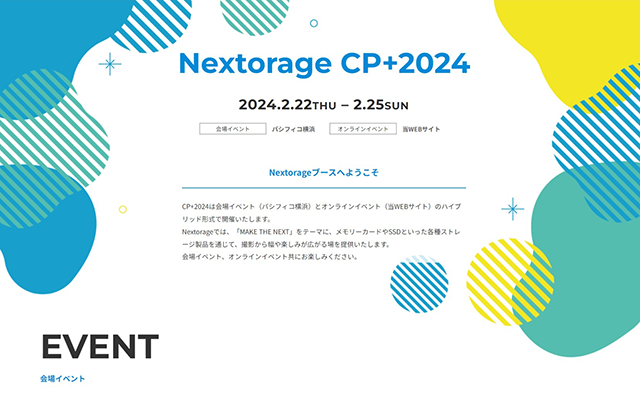 Nextorage CP+2024
2024.2.22THU – 2.25SUN
会場イベント パシフィコ横浜 オンラインイベント 当WEBサイト
Nextorageブースへようこそ
CP+2024は会場イベント（パシフィコ横浜）とオンラインイベント（当WEBサイト）のハイブ
リッド形式で開催いたします。
Nextorageでは、「MAKE THE NEXT」をテーマに、メモリーカードやSSDといった各種ストレ
ージ製品を通じて、撮影から幅や楽しみが広がる場を提供いたします。
会場イベント、オンラインイベント共にお楽しみください。
EVENT
会場イベント